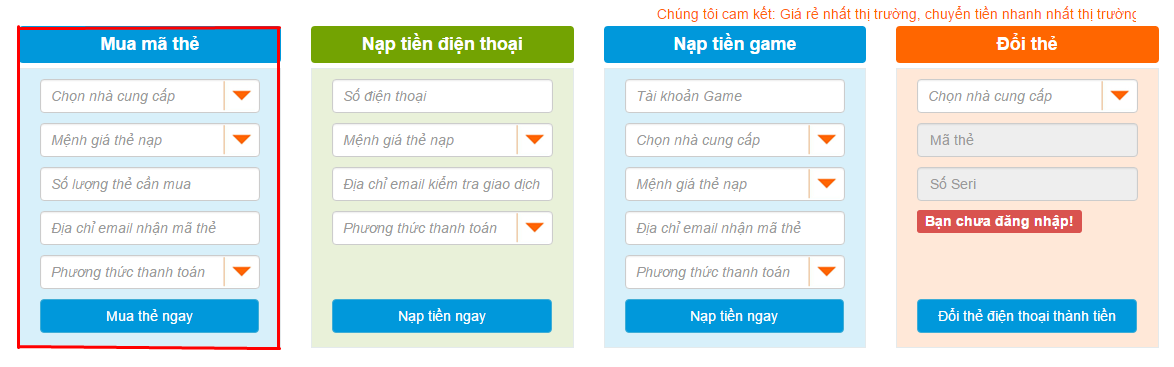 Chúng tôi cam kết: Giá rẻ nhất thị trường, chuyển tiền nhanh nhất thị trường
Mua mã thẻ
Chọn nhà cung cấp
Mệnh giá thẻ nạp
Số lượng thẻ cần mua
Địa chỉ email nhận mã thẻ
Phương thức thanh toán
Mua thẻ ngay
Nạp tiền điện thoại
Số điện thoại
Mệnh giá thẻ nạp
Địa chỉ email kiểm tra giao dịch
Phương thức thanh toán
Nạp tiền ngay
Nạp tiền game
Tài khoản Game
Chọn nhà cung cấp
Mệnh giá thẻ nạp
Địa chỉ email nhận mã thẻ
Phương thức thanh toán
Nạp tiền ngay
Đổi thẻ
Chọn nhà cung cấp
Mã thẻ
Số Seri
Bạn chưa đăng nhập!
Đổi thẻ điện thoại thành tiền